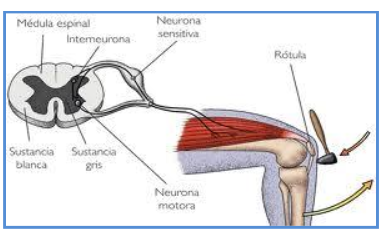 Médula espinal
Interneurona
Neurona
sensitiva
Rótula
Sustancia
blanca
Sustancia
gris
Neurona
motora